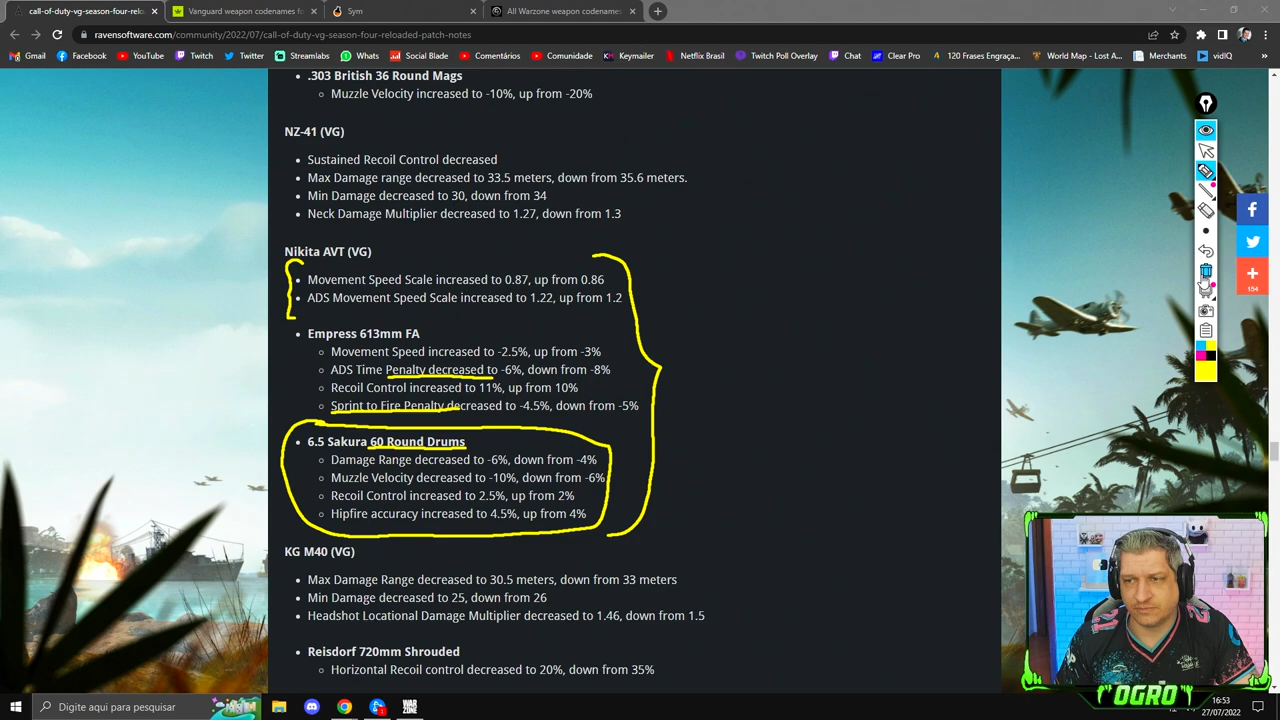 call-of-duty-vg-season-four-reloaded-patch-notes
Vanguard weapon codenames fo
Sym
All Warzone weapon codenames
ravensoftware.com/community/2022/07/call-of-duty-vg-season-four-reloaded-patch-notes
Gmail
Facebook
YouTube
Twitch
Twitter
Streamlabs
Whats
Social Blade
Comentários
Comunidade
Keymailer
Netflix Brasil
Twitch Poll Overlay
Chat
Clear Pro
120 Frases Engraça...
World Map - Lost A...
Merchants
vidIQ
.303 British 36 Round Mags
Muzzle Velocity increased to -10%, up from -20%
NZ-41 (VG)
Sustained Recoil Control decreased
Max Damage range decreased to 33.5 meters, down from 35.6 meters.
Min Damage decreased to 30, down from 34
Neck Damage Multiplier decreased to 1.27, down from 1.3
Nikita AVT (VG)
Movement Speed Scale increased to 0.87, up from 0.86
ADS Movement Speed Scale increased to 1.22, up from 1.2
Empress 613mm FA
Movement Speed increased to -2.5%, up from -3%
ADS Time Penalty decreased to -6%, down from -8%
Recoil Control increased to 11%, up from 10%
Sprint to Fire Penalty decreased to -4.5%, down from -5%
6.5 Sakura 60 Round Drums
Damage Range decreased to -6%, down from -4%
Muzzle Velocity decreased to -10%, down from -6%
Recoil Control increased to 2.5%, up from 2%
Hipfire accuracy increased to 4.5%, up from 4%
KG M40 (VG)
Max Damage Range decreased to 30.5 meters, down from 33 meters
Min Damage decreased to 25, down from 26
Headshot Locational Damage Multiplier decreased to 1.46, down from 1.5
Reisdorf 720mm Shrouded
Horizontal Recoil control decreased to 20%, down from 35%
154
OGRO
Digite aqui para pesquisar
WAR
ZONE
16:53
27/07/2022